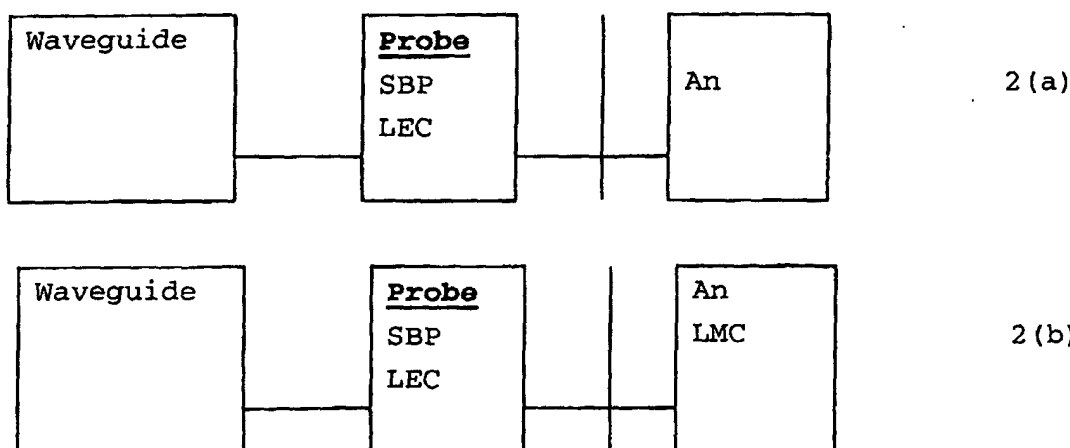 Waveguide
Probe
SBP
LEC
An
2(a)
Waveguide
Probe
SBP
LEC
An
LMC
2(b)